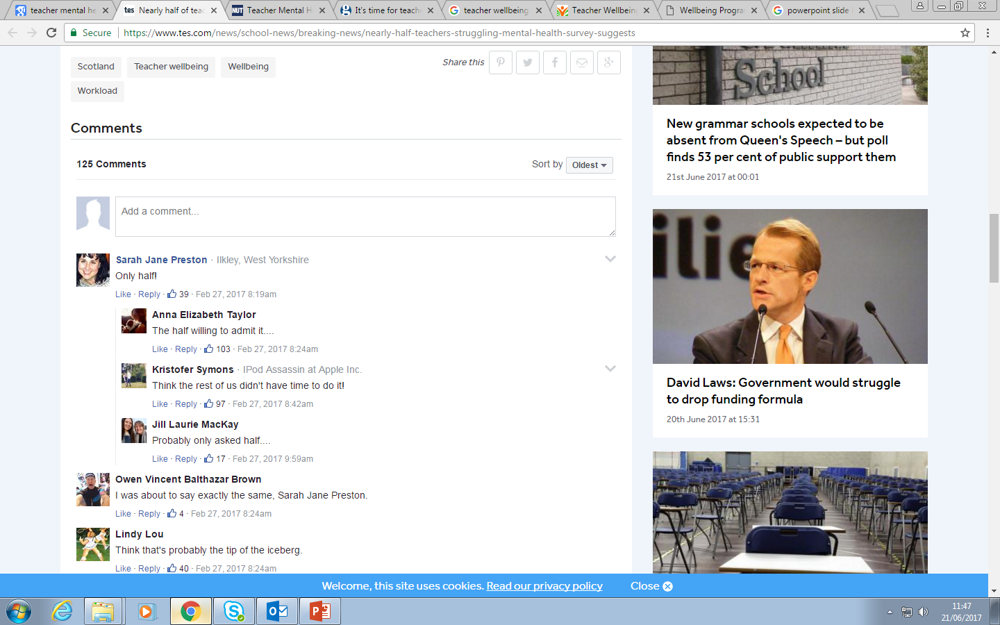 teacher mental he
tes Nearly half of teac
NUT Teacher Mental H
It's time for teache
teacher wellbeing
Teacher Wellbein
Wellbeing Progra
powerpoint slide
Secure https://www.tes.com/news/school-news/breaking-news/nearly-half-teachers-struggling-mental-health-survey-suggests
Scotland Teacher wellbeing Wellbeing
Workload
Share this
Comments
125 Comments Sort by Oldest
Add a comment...
Sarah Jane Preston · Ilkley, West Yorkshire
Only half!
Like · Reply · 39 · Feb 27, 2017 8:19am
Anna Elizabeth Taylor
The half willing to admit it....
Like · Reply · 103 · Feb 27, 2017 8:24am
Kristofer Symons · IPod Assassin at Apple Inc.
Think the rest of us didn't have time to do it!
Like · Reply · 97 · Feb 27, 2017 8:42am
Jill Laurie MacKay
Probably only asked half....
Like · Reply · 17 · Feb 27, 2017 9:59am
Owen Vincent Balthazar Brown
I was about to say exactly the same, Sarah Jane Preston.
Like · Reply · 4 · Feb 27, 2017 8:24am
Lindy Lou
Think that's probably the tip of the iceberg.
Like · Reply · 40 · Feb 27, 2017 8:24am
School
New grammar schools expected to be
absent from Queen's Speech – but poll
finds 53 per cent of public support them
21st June 2017 at 00:01
ilie
David Laws: Government would struggle
to drop funding formula
20th June 2017 at 15:31
Welcome, this site uses cookies. Read our privacy policy Close
11:47
21/06/2017